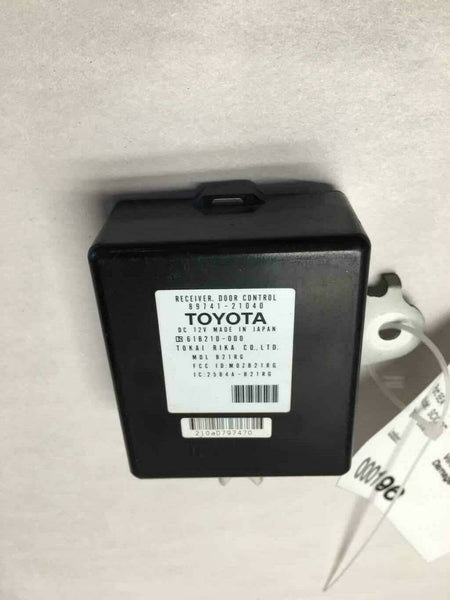 RECEIVER, DOOR CONTROL
89741-21040
TOYOTA
DC 12V MADE IN JAPAN
61B210-000
TOKAI RIKA CO.,LTD.
MDL B21RG
FCC ID:MOZB21RG
IC:2584A-B21RG
210a0797470